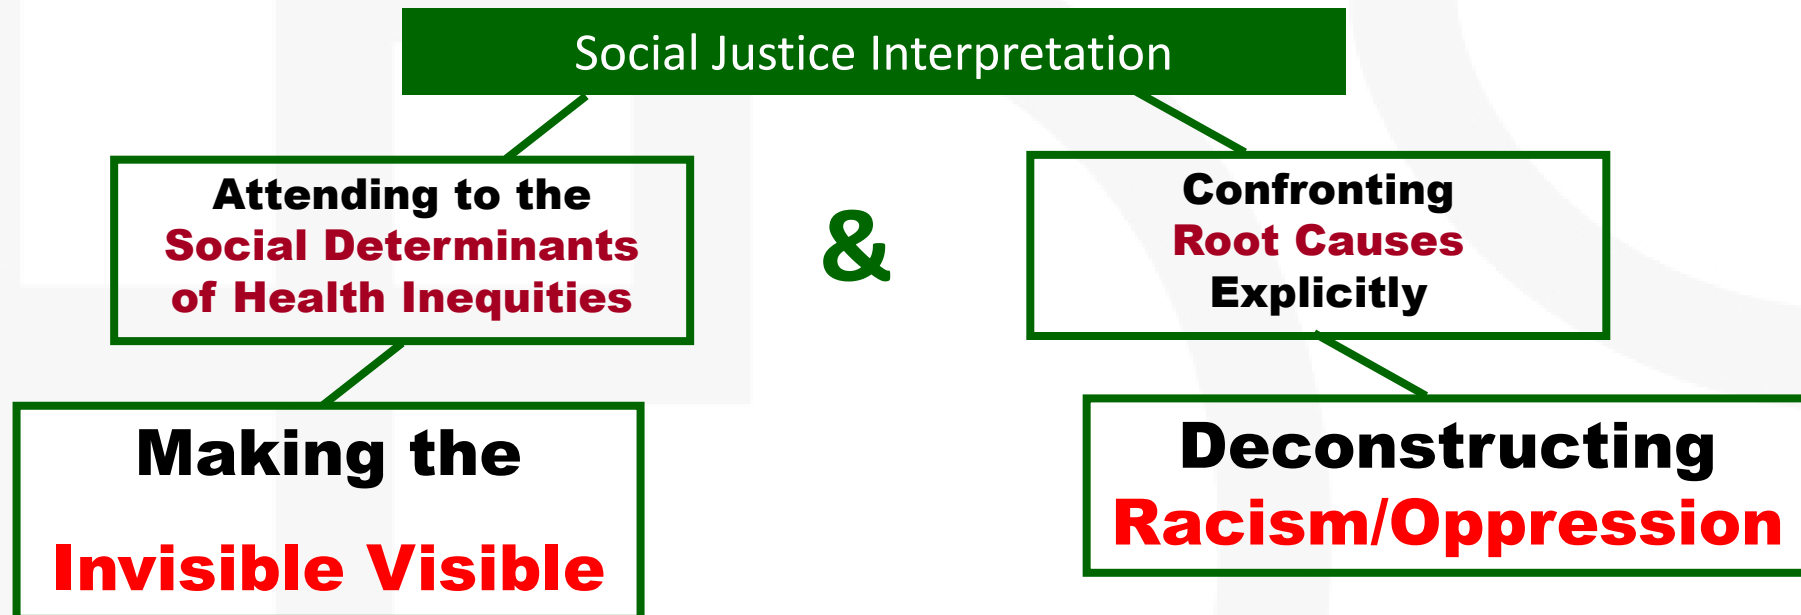 Social Justice Interpretation
Attending to the
Social Determinants
of Health Inequities
&
Confronting
Root Causes
Explicitly
Making the
Invisible Visible
Deconstructing
Racism/Oppression